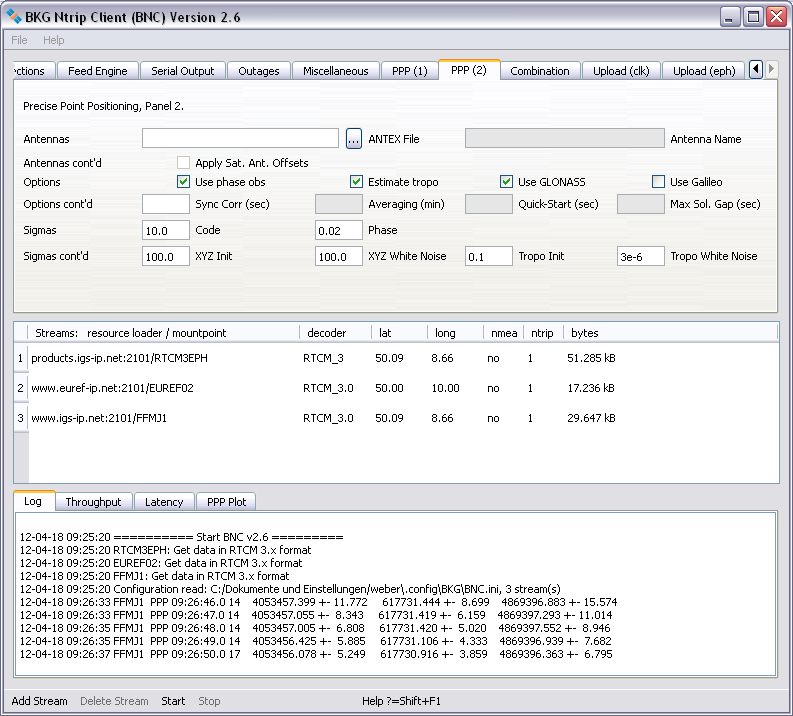 BKG Ntrip Client (BNC) Version 2.6
File Help
ctions Feed Engine Serial Output Outages Miscellaneous PPP (1) PPP (2) Combination Upload (clk) Upload (eph)
Precise Point Positioning, Panel 2.
Antennas ... ANTEX File Antenna Name
Antennas cont'd Apply Sat. Ant. Offsets
Options Use phase obs Estimate tropo Use GLONASS Use Galileo
Options cont'd Sync Corr (sec) Averaging (min) Quick-Start (sec) Max Sol. Gap (sec)
Sigmas 10.0 Code 0.02 Phase
Sigmas cont'd 100.0 XYZ Init 100.0 XYZ White Noise 0.1 Tropo Init 3e-6 Tropo White Noise
Streams: resource loader / mountpoint decoder lat long nmea ntrip bytes
1 products.igs-ip.net:2101/RTCM3EPH RTCM_3 50.09 8.66 no 1 51.285 kB
2 www.euref-ip.net:2101/EUREF02 RTCM_3.0 50.00 10.00 no 1 17.236 kB
3 www.igs-ip.net:2101/FFMJ1 RTCM_3.0 50.09 8.66 no 1 29.647 kB
Log Throughput Latency PPP Plot
12-04-18 09:25:20 ========== Start BNC v2.6 =========
12-04-18 09:25:20 RTCM3EPH: Get data in RTCM 3.x format
12-04-18 09:25:20 EUREF02: Get data in RTCM 3.x format
12-04-18 09:25:20 FFMJ1: Get data in RTCM 3.x format
12-04-18 09:25:20 Configuration read: C:/Dokumente und Einstellungen/weber\.config\BKG\BNC.ini, 3 stream(s)
12-04-18 09:26:33 FFMJ1 PPP 09:26:46.0 14 4053457.399 +- 11.772 617731.444 +- 8.699 4869396.883 +- 15.574
12-04-18 09:26:33 FFMJ1 PPP 09:26:47.0 14 4053457.055 +- 8.343 617731.419 +- 6.159 4869397.293 +- 11.014
12-04-18 09:26:35 FFMJ1 PPP 09:26:48.0 14 4053457.005 +- 6.808 617731.420 +- 5.020 4869397.552 +- 8.946
12-04-18 09:26:35 FFMJ1 PPP 09:26:49.0 14 4053456.425 +- 5.885 617731.106 +- 4.333 4869396.939 +- 7.682
12-04-18 09:26:37 FFMJ1 PPP 09:26:50.0 17 4053456.078 +- 5.249 617730.916 +- 3.859 4869396.363 +- 6.795
Add Stream Delete Stream Start Stop Help ?=Shift+F1